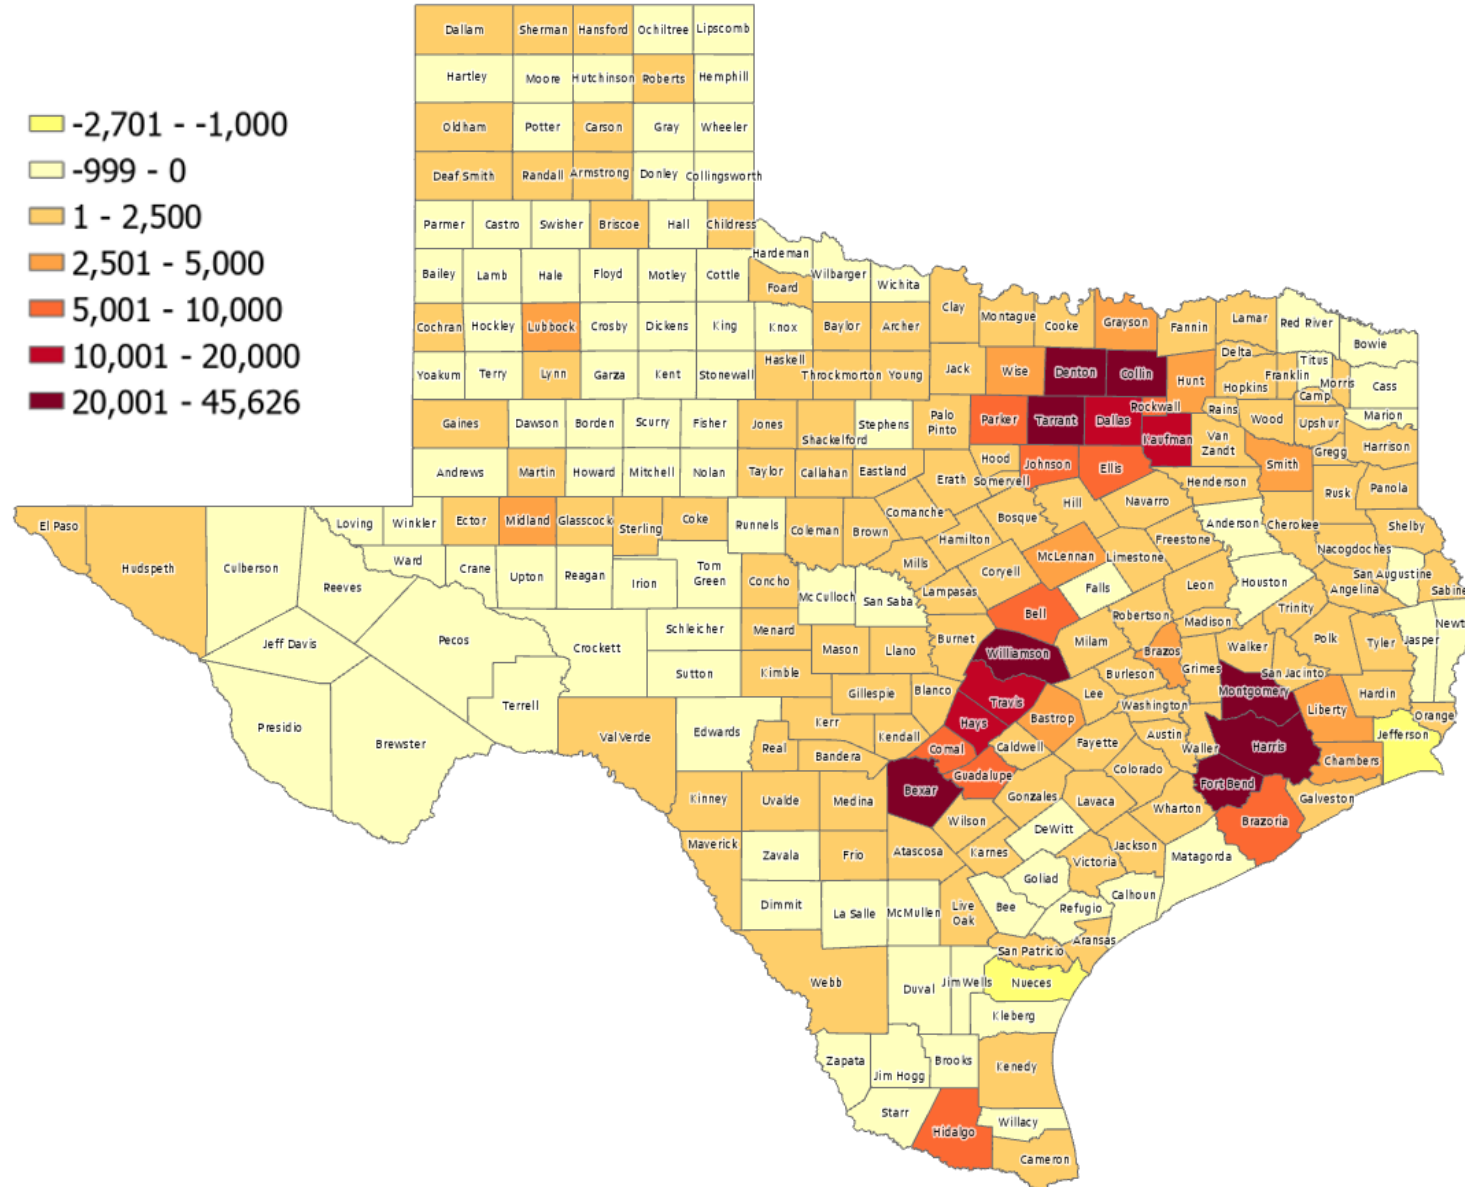 -2,701 - -1,000
-999 - 0
1 - 2,500
2,501 - 5,000
5,001 - 10,000
10,001 - 20,000
20,001 - 45,626
Dallam Sherman Hansford Ochiltree Lipscomb
Hartley Moore Hutchinson Roberts Hemphill
Oldham Potter Carson Gray Wheeler
Deaf Smith Randall Armstrong Donley Collingsworth
Parmer Castro Swisher Briscoe Hall Childress
Hardeman
Bailey Lamb Hale Floyd Motley Cottle Foard Wilbarger Wichita
Clay Montague Cooke Grayson Fannin Lamar Red River Bowie
Cochran Hockley Lubbock Crosby Dickens King Knox Baylor Archer
Yoakum Terry Lynn Garza Kent Stonewall Haskell Throckmorton Young Jack Wise Denton Collin Hunt Delta Hopkins Franklin Titus Camp Morris Cass
Marion
Gaines Dawson Borden Scurry Fisher Jones Shackelford Stephens Palo Pinto Parker Tarrant Dallas Rockwall Kaufman Rains Van Zandt Wood Upshur Gregg Harrison
Andrews Martin Howard Mitchell Nolan Taylor Callahan Eastland Erath Hood Somervell Johnson Ellis Henderson Smith Rusk Panola
El Paso Hudspeth Culberson Loving Winkler Ector Midland Glasscock Sterling Coke Runnels Coleman Brown Comanche Hamilton Bosque Hill Navarro Freestone Anderson Cherokee Nacogdoches Shelby
Reeves Ward Crane Upton Reagan Irion Tom Green Concho McCulloch San Saba Mills Lampasas Coryell McLennan Limestone Falls Leon Houston Trinity Angelina San Augustine Sabine
Jeff Davis Pecos Crockett Schleicher Menard Mason Llano Burnet Bell Williamson Milam Robertson Brazos Madison Grimes Walker San Jacinto Polk Tyler Jasper Newt
Presidio Brewster Terrell Sutton Kimble Gillespie Blanco Travis Hays Bastrop Lee Burleson Washington Montgomery Liberty Hardin Orange
Val Verde Edwards Real Kerr Bandera Kendall Comal Guadalupe Caldwell Fayette Austin Waller Harris Chambers Jefferson
Kinney Uvalde Medina Bexar Wilson Gonzales Lavaca Colorado Wharton Fort Bend Brazoria Galveston
Maverick Zavala Frio Atascosa Karnes DeWitt Victoria Jackson Matagorda
Dimmit La Salle McMullen Live Oak Bee Goliad Refugio Calhoun
Webb Duval Jim Wells San Patricio Aransas Nueces
Kleberg
Zapata Jim Hogg Brooks Kenedy
Starr Hidalgo Willacy
Cameron